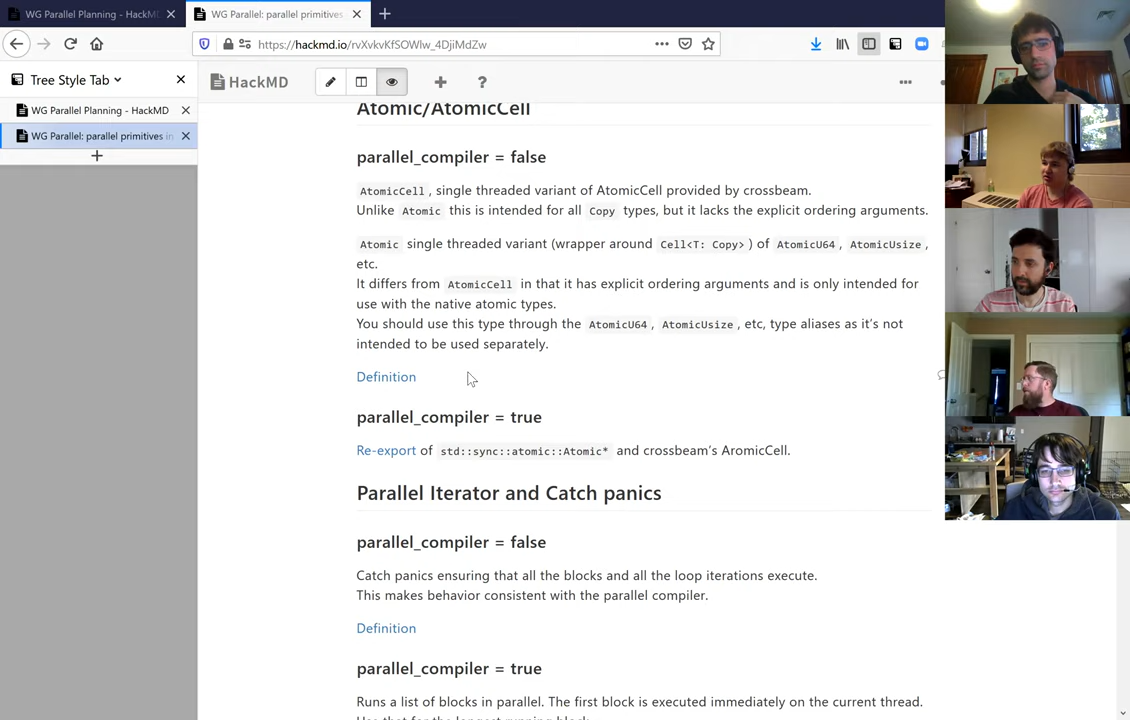 WG Parallel Planning - HackMD
WG Parallel: parallel primitives
https://hackmd.io/rvXvkvKfSOWlw_4DjiMdZw
Tree Style Tab
HackMD
WG Parallel Planning - HackMD
WG Parallel: parallel primitives in
Atomic/AtomicCell
parallel_compiler = false
AtomicCell, single threaded variant of AtomicCell provided by crossbeam.
Unlike Atomic this is intended for all Copy types, but it lacks the explicit ordering arguments.
Atomic single threaded variant (wrapper around Cell<T: Copy>) of AtomicU64, AtomicUsize,
etc.
It differs from AtomicCell in that it has explicit ordering arguments and is only intended for
use with the native atomic types.
You should use this type through the AtomicU64, AtomicUsize, etc, type aliases as it's not
intended to be used separately.
Definition
parallel_compiler = true
Re-export of std::sync::atomic::Atomic* and crossbeam's AromicCell.
Parallel Iterator and Catch panics
parallel_compiler = false
Catch panics ensuring that all the blocks and all the loop iterations execute.
This makes behavior consistent with the parallel compiler.
Definition
parallel_compiler = true
Runs a list of blocks in parallel. The first block is executed immediately on the current thread.
Use that for the longest running block.